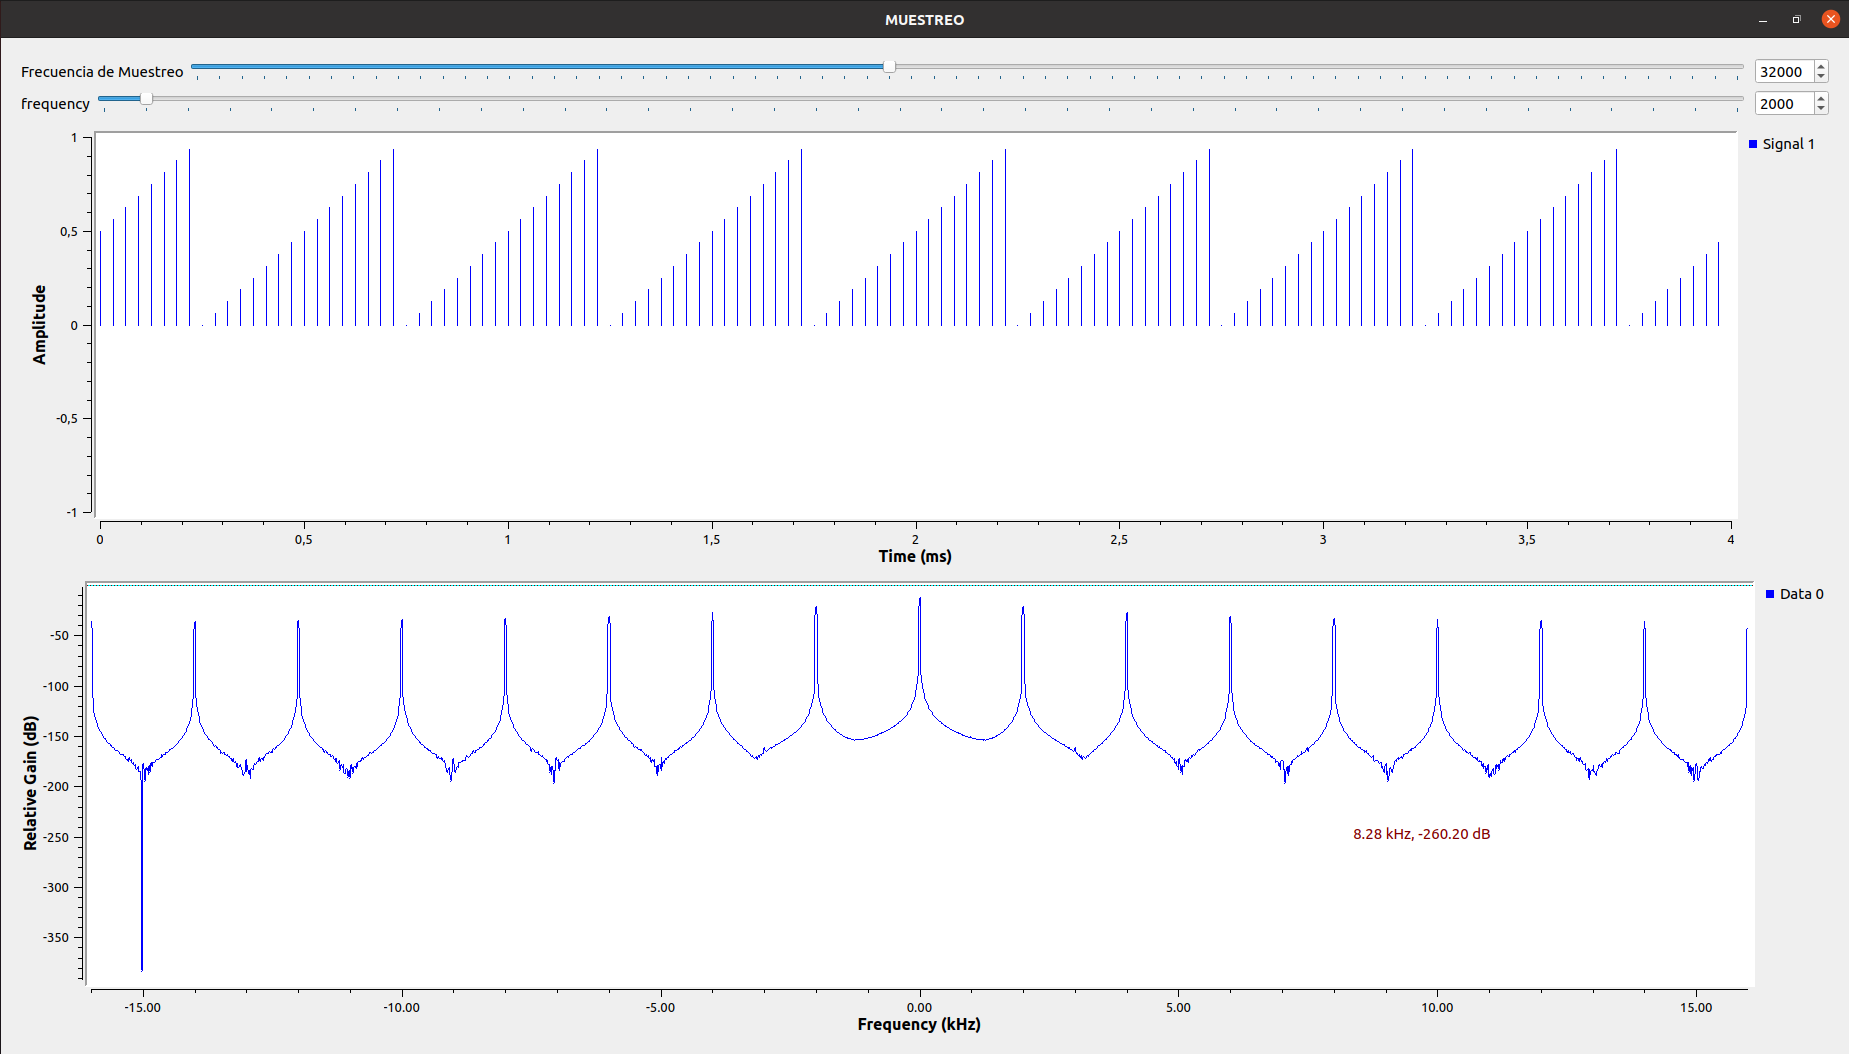 MUESTREO
Frecuencia de Muestreo
32000
frequency
2000
Signal 1
1
0,5
0
-0,5
-1
Amplitude
0 0,5 1 1,5 2 2,5 3 3,5 4
Time (ms)
Data 0
-50
-100
-150
-200
-250
-300
-350
Relative Gain (dB)
8.28 kHz, -260.20 dB
-15.00 -10.00 -5.00 0.00 5.00 10.00 15.00
Frequency (kHz)